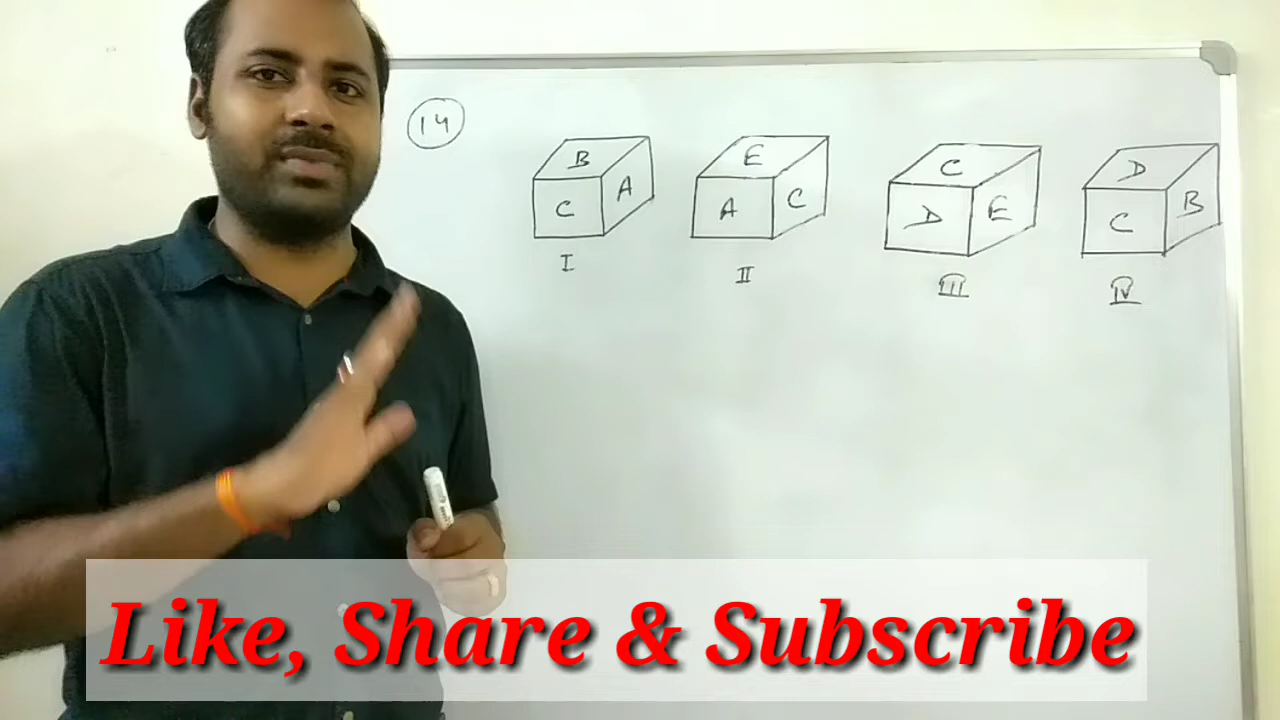 14
B
C A
I
E
A C
II
C
D E
III
D
C B
IV
Like, Share & Subscribe